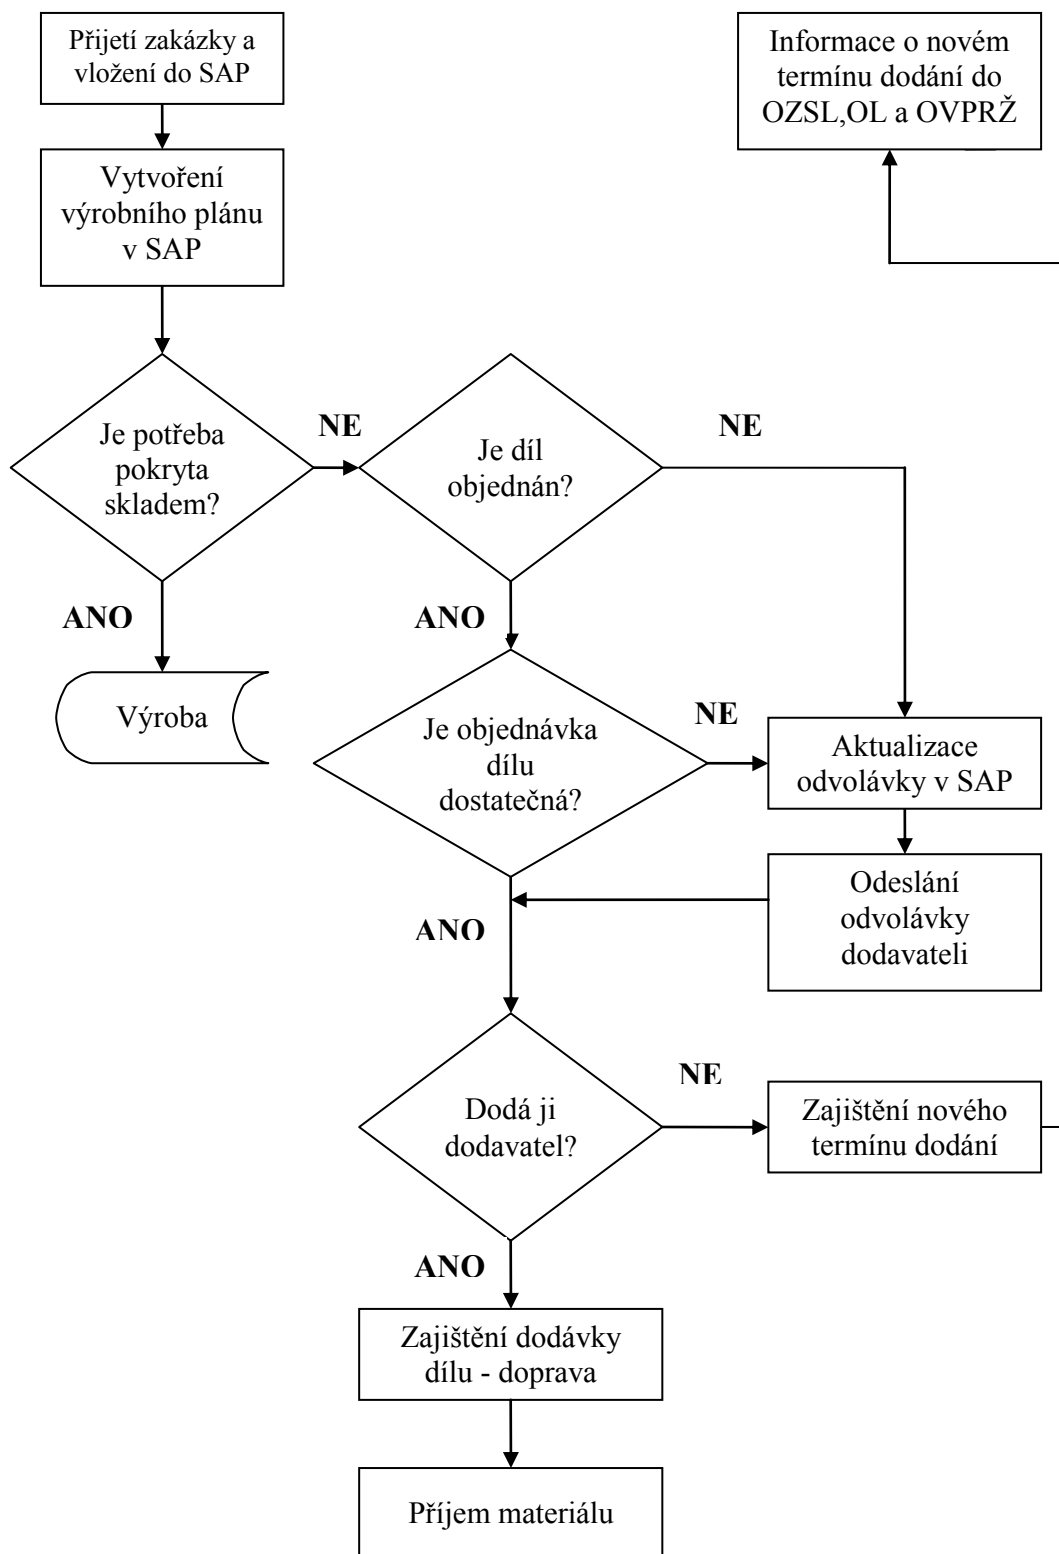 Přijetí zakázky a
vložení do SAP
Informace o novém
termínu dodání do
OZSL,OL a OVPRŽ
Vytvoření
výrobního plánu
v SAP
Je potřeba
pokryta
skladem?
NE
Je díl
objednán?
NE
ANO
Výroba
ANO
Je objednávka
dílu
dostatečná?
NE
Aktualizace
odvolávky v SAP
Odeslání
odvolávky
dodavateli
ANO
Dodá ji
dodavatel?
NE
Zajištění nového
termínu dodání
ANO
Zajištění dodávky
dílu - doprava
Příjem materiálu